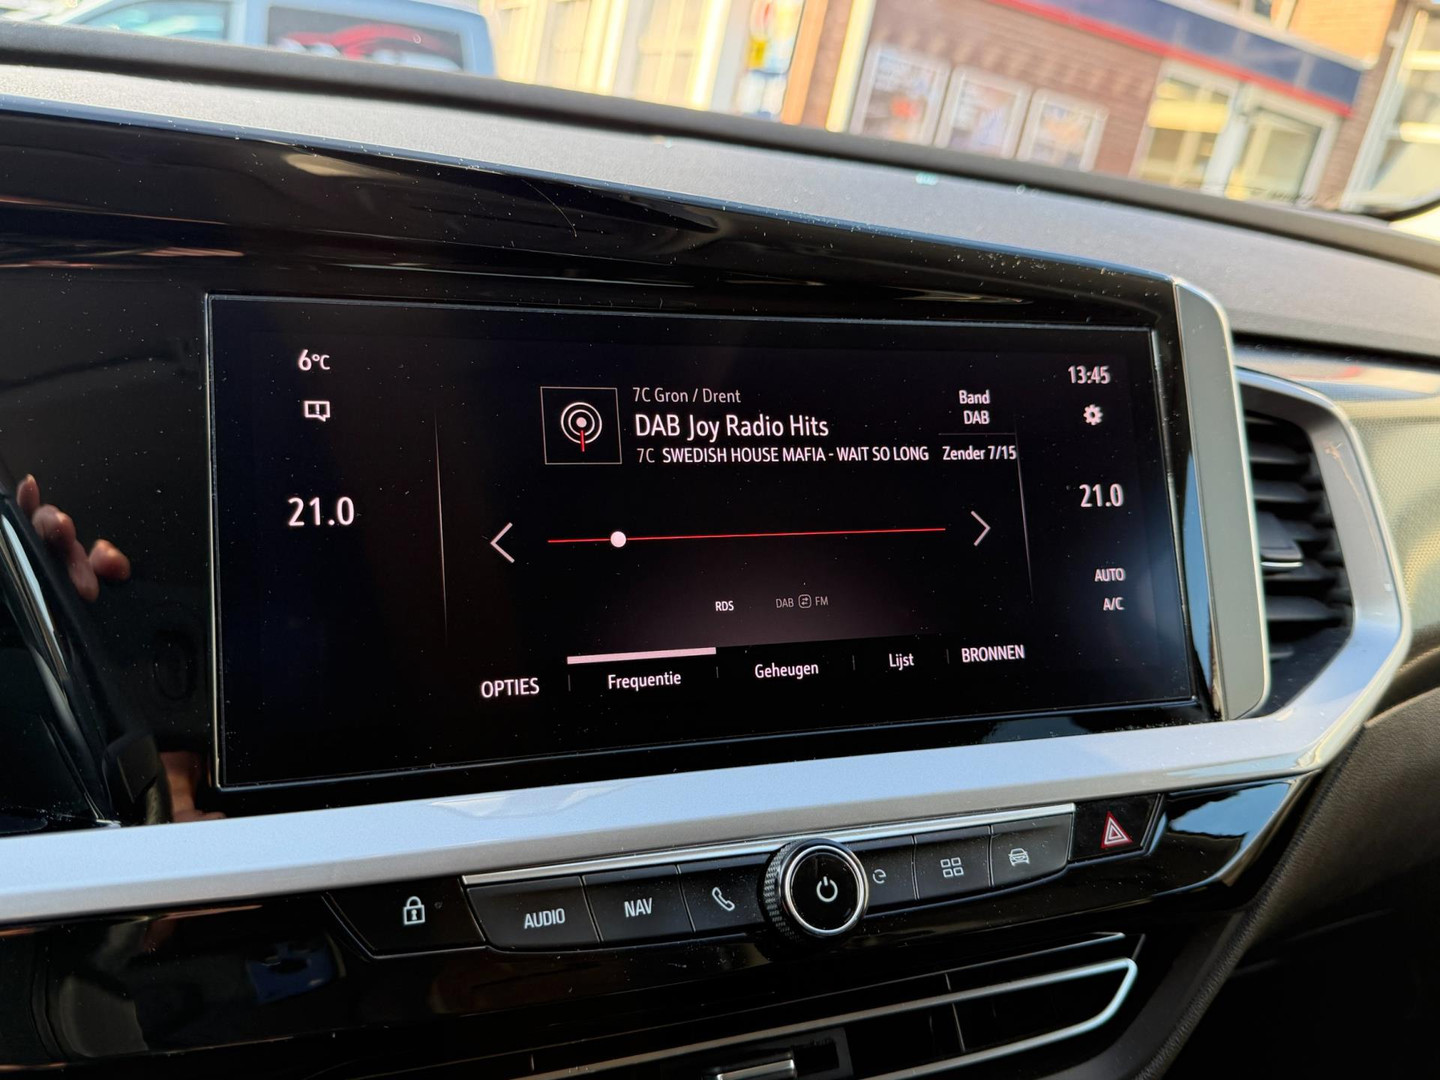 6°C
13:45
7C Gron / Drent
DAB Joy Radio Hits
7C SWEDISH HOUSE MAFIA - WAIT SO LONG
Band
DAB
Zender 7/15
21.0
21.0
RDS
DAB FM
AUTO
A/C
OPTIES
Frequentie
Geheugen
Lijst
BRONNEN
AUDIO
NAV